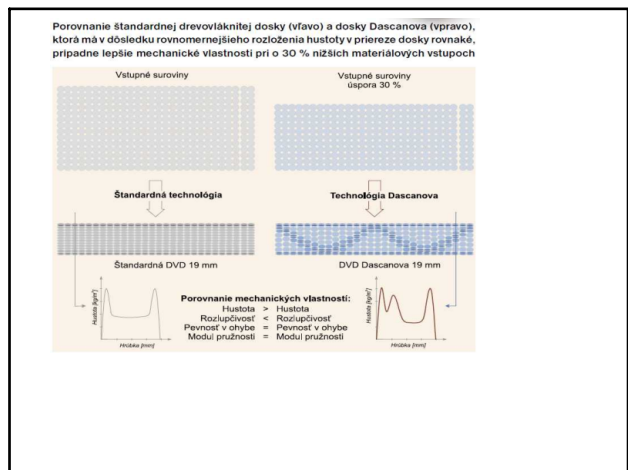 Porovnanie štandardnej drevovláknitej dosky (vľavo) a dosky Dascanova (vpravo),
ktorá má v dôsledku rovnomernejšieho rozloženia hustoty v priereze dosky rovnaké,
prípadne lepšie mechanické vlastnosti pri o 30 % nižších materiálových vstupoch
Vstupné suroviny
Vstupné suroviny
úspora 30 %
Štandardná technológia
Technológia Dascanova
Štandardná DVD 19 mm
DVD Dascanova 19 mm
Porovnanie mechanických vlastností:
Hustota > Hustota
Rozlupčivosť < Rozlupčivosť
Pevnosť v ohybe = Pevnosť v ohybe
Modul pružnosti = Modul pružnosti
Hustota [kg/m³]
Hrúbka [mm]
Hustota [kg/m³]
Hrúbka [mm]